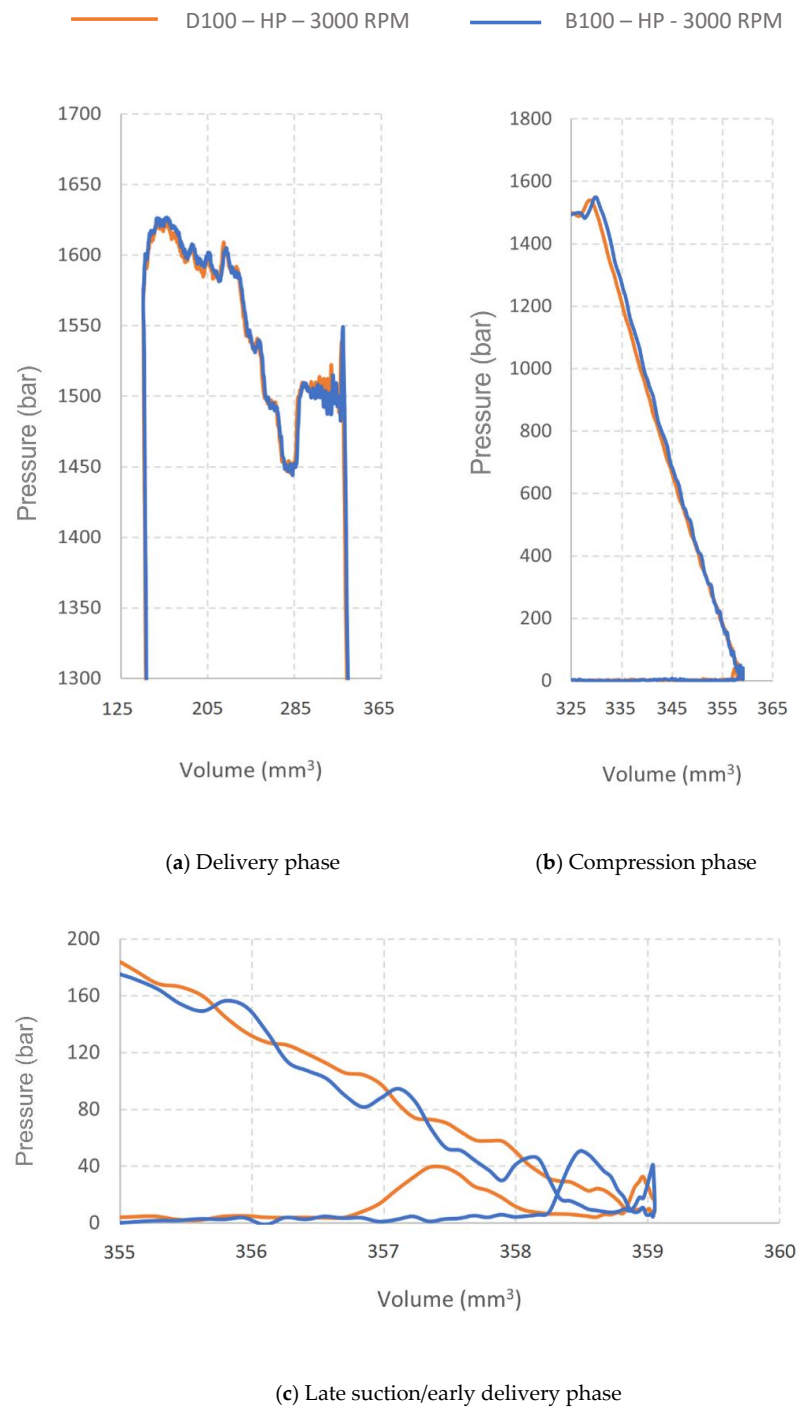 D100 – HP – 3000 RPM
B100 – HP - 3000 RPM
1700
1650
1600
1550
1500
1450
1400
1350
1300
125 205 285 365
Pressure (bar)
Volume (mm³)
(a) Delivery phase
1800
1600
1400
1200
1000
800
600
400
200
0
325 335 345 355 365
Pressure (bar)
Volume (mm³)
(b) Compression phase
200
160
120
80
40
0
355 356 357 358 359 360
Pressure (bar)
Volume (mm³)
(c) Late suction/early delivery phase